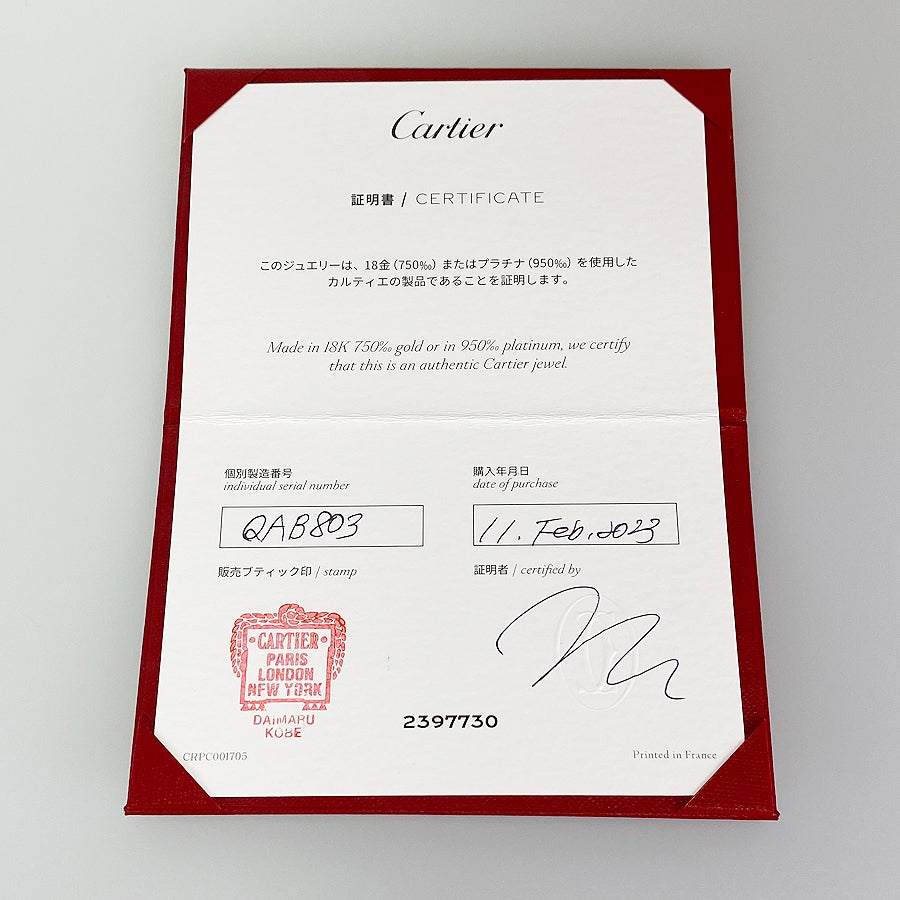 Cartier
証明書 / CERTIFICATE
このジュエリーは、18金（750‰）またはプラチナ（950‰）を使用した
カルティエの製品であることを証明します。
Made in 18K 750‰ gold or in 950‰ platinum, we certify
that this is an authentic Cartier jewel.
個別製造番号
individual serial number
QAB803
購入年月日
date of purchase
11. Feb. 2023
販売ブティック印 / stamp
証明者 / certified by
CARTIER
PARIS
LONDON
NEW YORK
DAIMARU
KOBE
2397730
CRPC001705
Printed in France